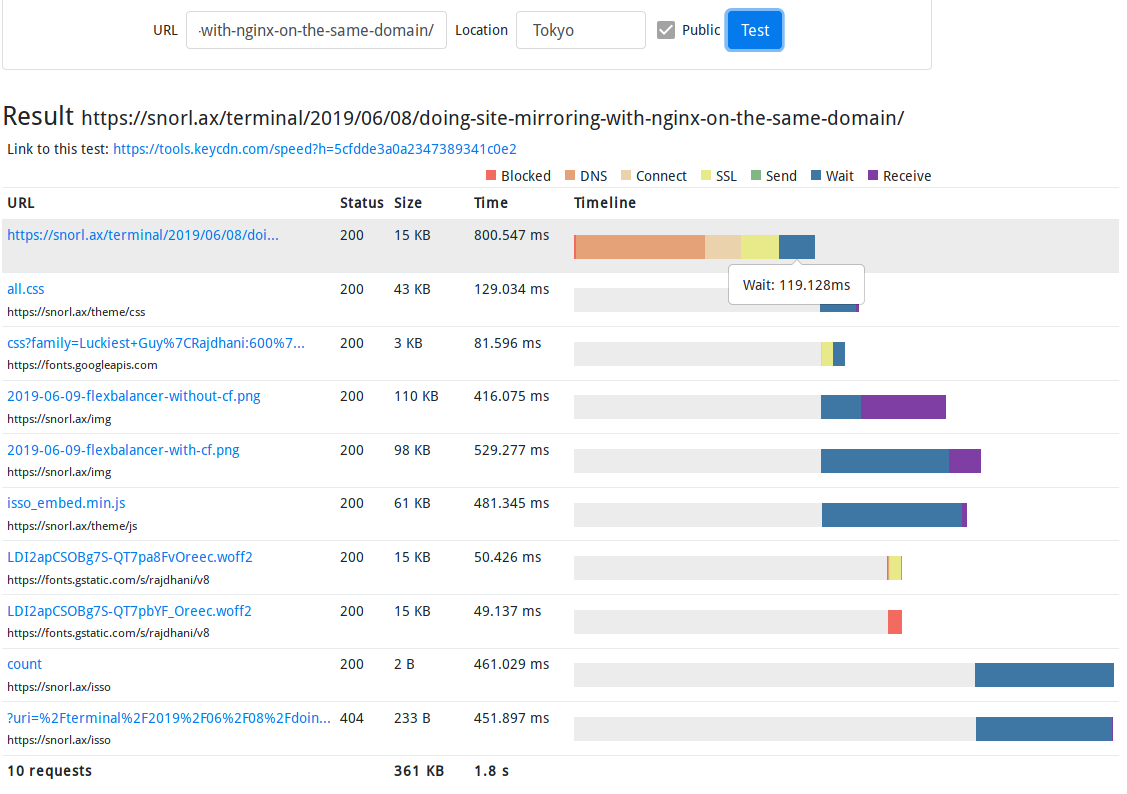 URL -with-nginx-on-the-same-domain/ Location Tokyo Public Test
Result https://snorl.ax/terminal/2019/06/08/doing-site-mirroring-with-nginx-on-the-same-domain/
Link to this test: https://tools.keycdn.com/speed?h=5cfdde3a0a2347389341c0e2
Blocked DNS Connect SSL Send Wait Receive
URL Status Size Time Timeline
https://snorl.ax/terminal/2019/06/08/doi... 200 15 KB 800.547 ms
Wait: 119.128ms
all.css 200 43 KB 129.034 ms
https://snorl.ax/theme/css
css?family=Luckiest+Guy%7CRajdhani:600%7... 200 3 KB 81.596 ms
https://fonts.googleapis.com
2019-06-09-flexbalancer-without-cf.png 200 110 KB 416.075 ms
https://snorl.ax/img
2019-06-09-flexbalancer-with-cf.png 200 98 KB 529.277 ms
https://snorl.ax/img
isso_embed.min.js 200 61 KB 481.345 ms
https://snorl.ax/theme/js
LDI2apCSOBg7S-QT7pa8FvOreec.woff2 200 15 KB 50.426 ms
https://fonts.gstatic.com/s/rajdhani/v8
LDI2apCSOBg7S-QT7pbYF_Oreec.woff2 200 15 KB 49.137 ms
https://fonts.gstatic.com/s/rajdhani/v8
count 200 2 B 461.029 ms
https://snorl.ax/isso
?uri=%2Fterminal%2F2019%2F06%2F08%2Fdoin... 404 233 B 451.897 ms
https://snorl.ax/isso
10 requests 361 KB 1.8 s